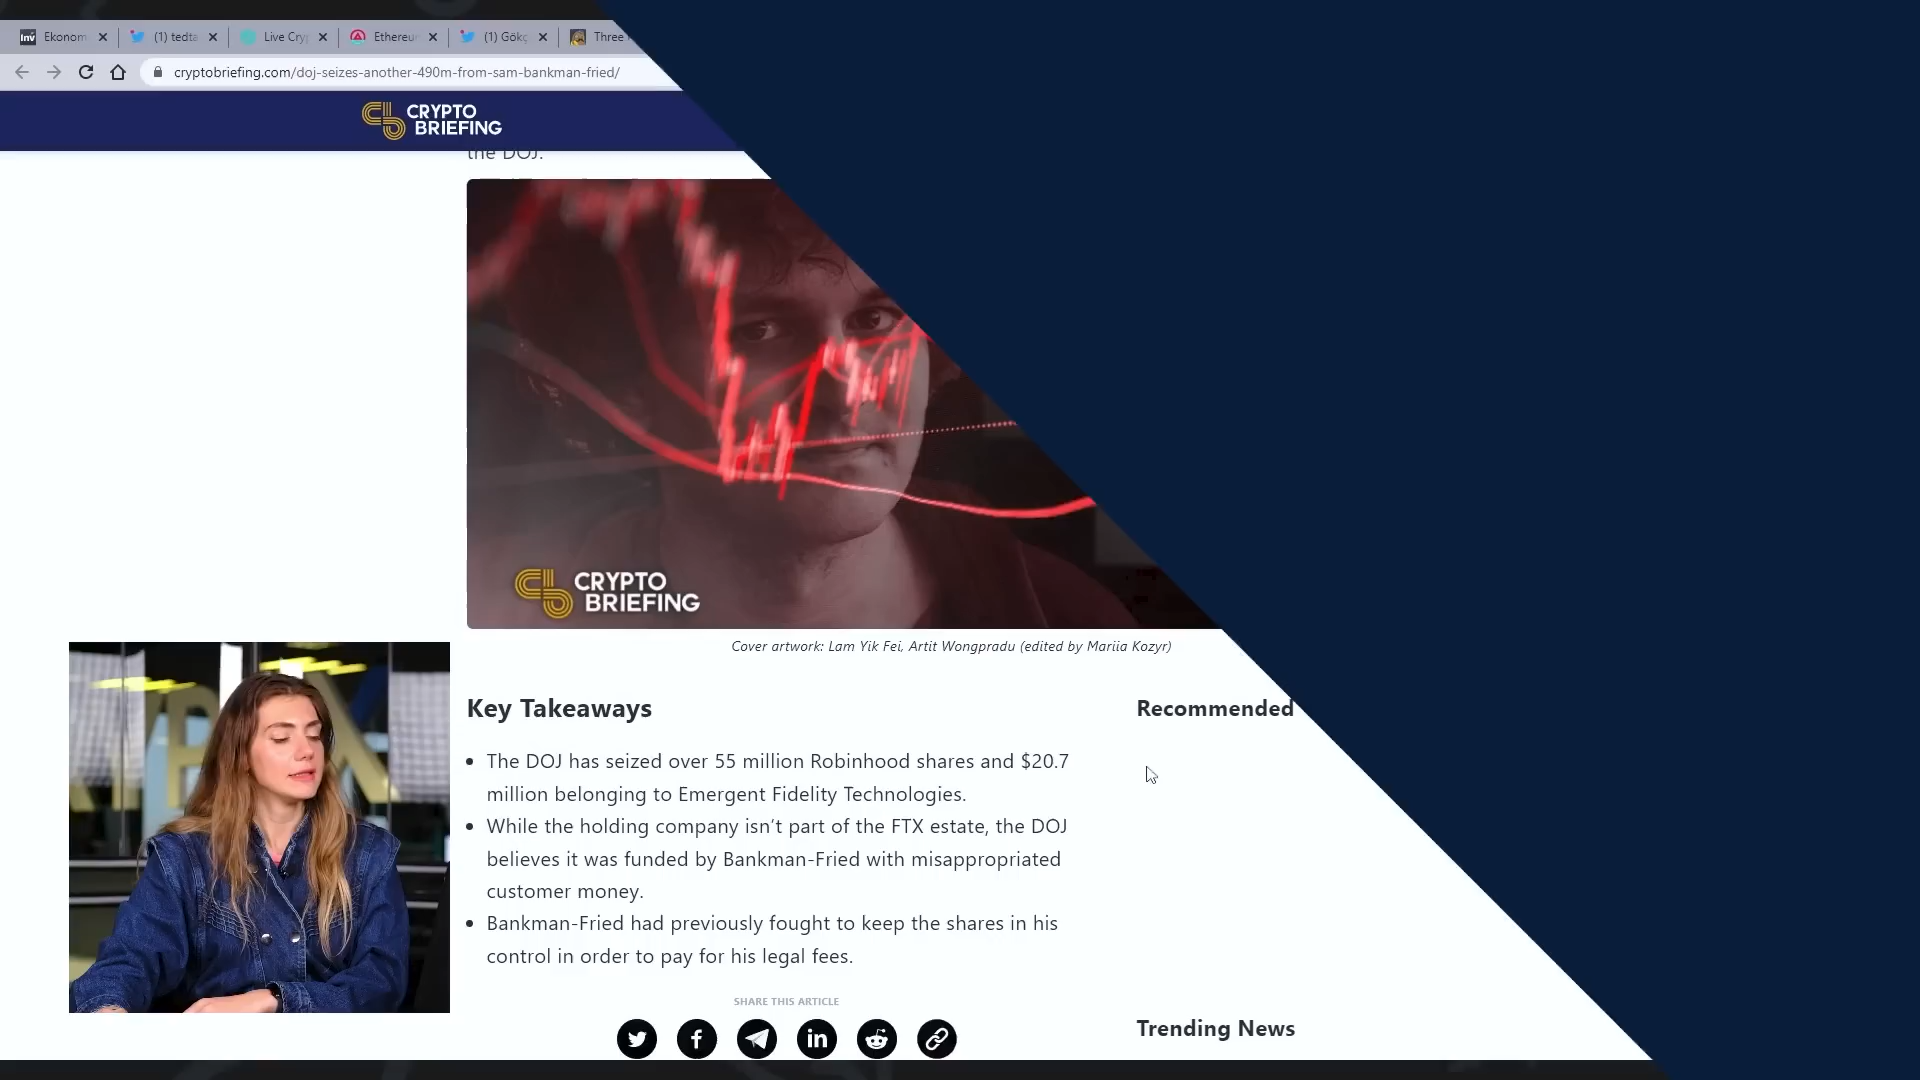 Ekonom
(1) tedta
Live Cryp
Ethereu
(1) Gökç
Three
cryptobriefing.com/doj-seizes-another-490m-from-sam-bankman-fried/
CRYPTO
BRIEFING
the DOJ.
CRYPTO
BRIEFING
Cover artwork: Lam Yik Fei, Artit Wongpradu (edited by Mariia Kozyr)
Key Takeaways
Recommended
• The DOJ has seized over 55 million Robinhood shares and $20.7
million belonging to Emergent Fidelity Technologies.
• While the holding company isn’t part of the FTX estate, the DOJ
believes it was funded by Bankman-Fried with misappropriated
customer money.
• Bankman-Fried had previously fought to keep the shares in his
control in order to pay for his legal fees.
SHARE THIS ARTICLE
Trending News